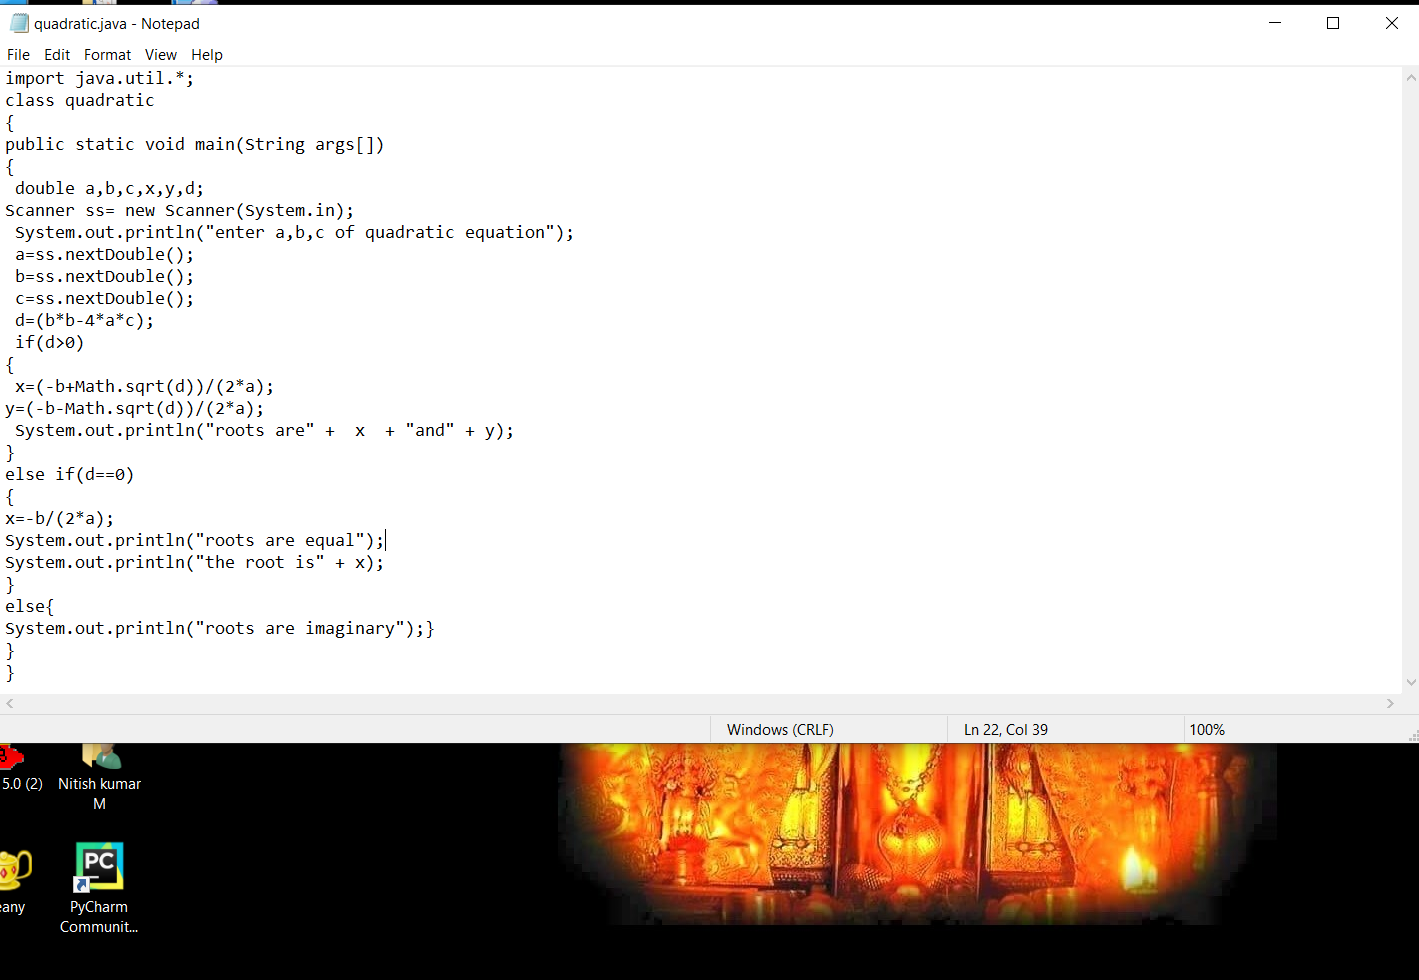 quadratic.java - Notepad
File Edit Format View Help
import java.util.*;
class quadratic
{
public static void main(String args[])
{
 double a,b,c,x,y,d;
Scanner ss= new Scanner(System.in);
 System.out.println("enter a,b,c of quadratic equation");
 a=ss.nextDouble();
 b=ss.nextDouble();
 c=ss.nextDouble();
 d=(b*b-4*a*c);
 if(d>0)
{
 x=(-b+Math.sqrt(d))/(2*a);
y=(-b-Math.sqrt(d))/(2*a);
 System.out.println("roots are" +  x  + "and" + y);
}
else if(d==0)
{
x=-b/(2*a);
System.out.println("roots are equal");
System.out.println("the root is" + x);
}
else{
System.out.println("roots are imaginary");}
}
}
Windows (CRLF) Ln 22, Col 39 100%
5.0 (2) Nitish kumar
M
PC
eany PyCharm
Communit...